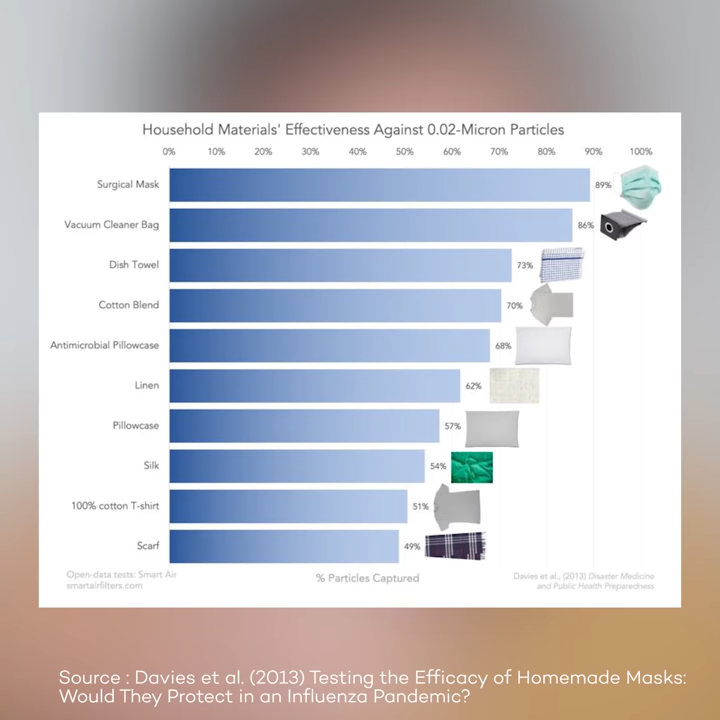 Household Materials' Effectiveness Against 0.02-Micron Particles
0% 10% 20% 30% 40% 50% 60% 70% 80% 90% 100%
Surgical Mask 89%
Vacuum Cleaner Bag 86%
Dish Towel 73%
Cotton Blend 70%
Antimicrobial Pillowcase 68%
Linen 62%
Pillowcase 57%
Silk 54%
100% cotton T-shirt 51%
Scarf 49%
Open-data tests: Smart Air
smartairfilters.com
% Particles Captured
Davies et al., (2013) Disaster Medicine
and Public Health Preparedness
Source : Davies et al. (2013) Testing the Efficacy of Homemade Masks:
Would They Protect in an Influenza Pandemic?